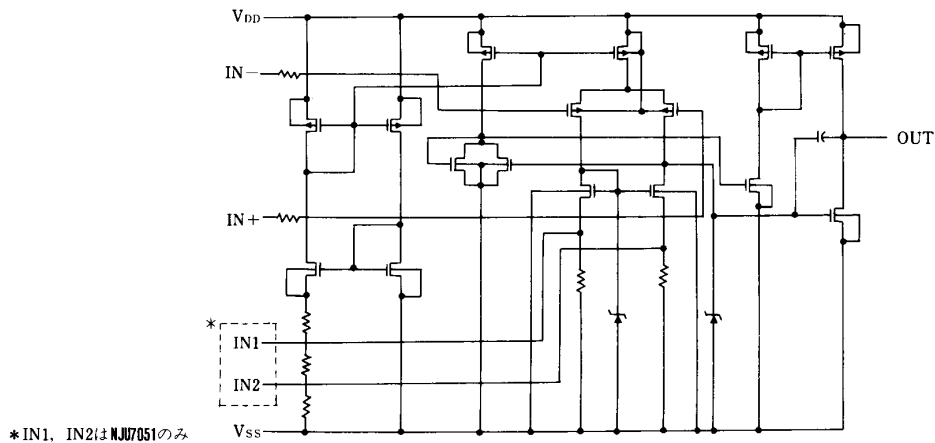 VDD
IN−
OUT
IN+
*
IN1
IN2
VSS
*IN1, IN2はNJU7051のみ